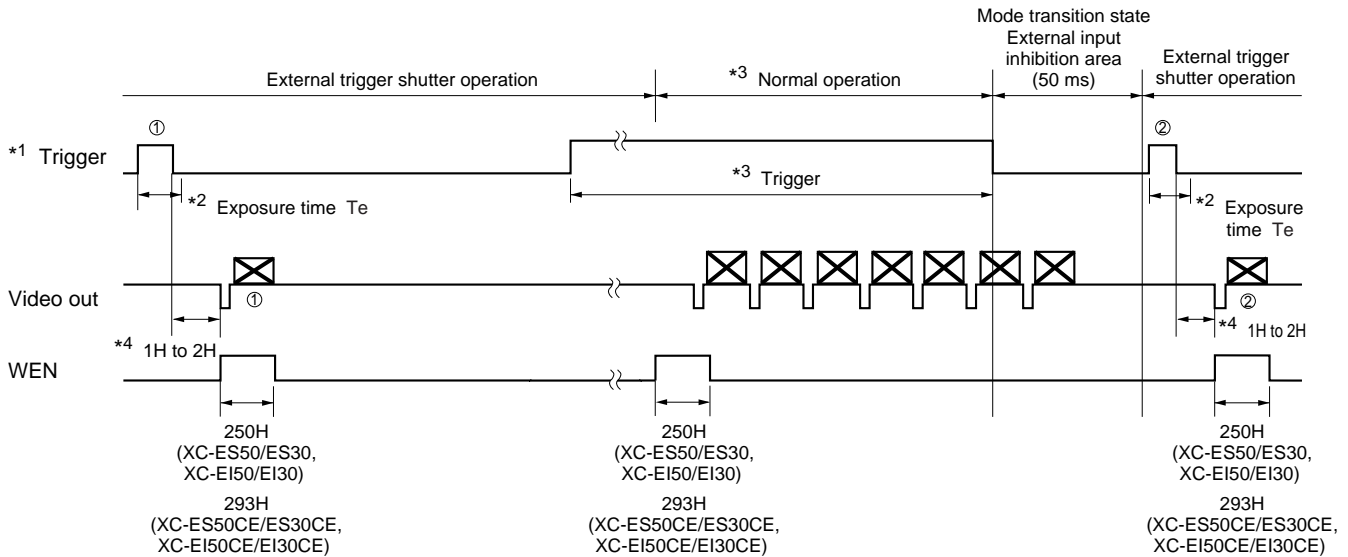 Mode transition state
External input
inhibition area
(50 ms)
External trigger shutter operation
*3 Normal operation
External trigger
shutter operation
①
②
*1 Trigger
*3 Trigger
*2 Exposure time Te
*2 Exposure
time Te
Video out
①
②
*4 1H to 2H
*4 1H to 2H
WEN
250H
(XC-ES50/ES30,
XC-EI50/EI30)
250H
(XC-ES50/ES30,
XC-EI50/EI30)
250H
(XC-ES50/ES30,
XC-EI50/EI30)
293H
(XC-ES50CE/ES30CE,
XC-EI50CE/EI30CE)
293H
(XC-ES50CE/ES30CE,
XC-EI50CE/EI30CE)
293H
(XC-ES50CE/ES30CE,
XC-EI50CE/EI30CE)